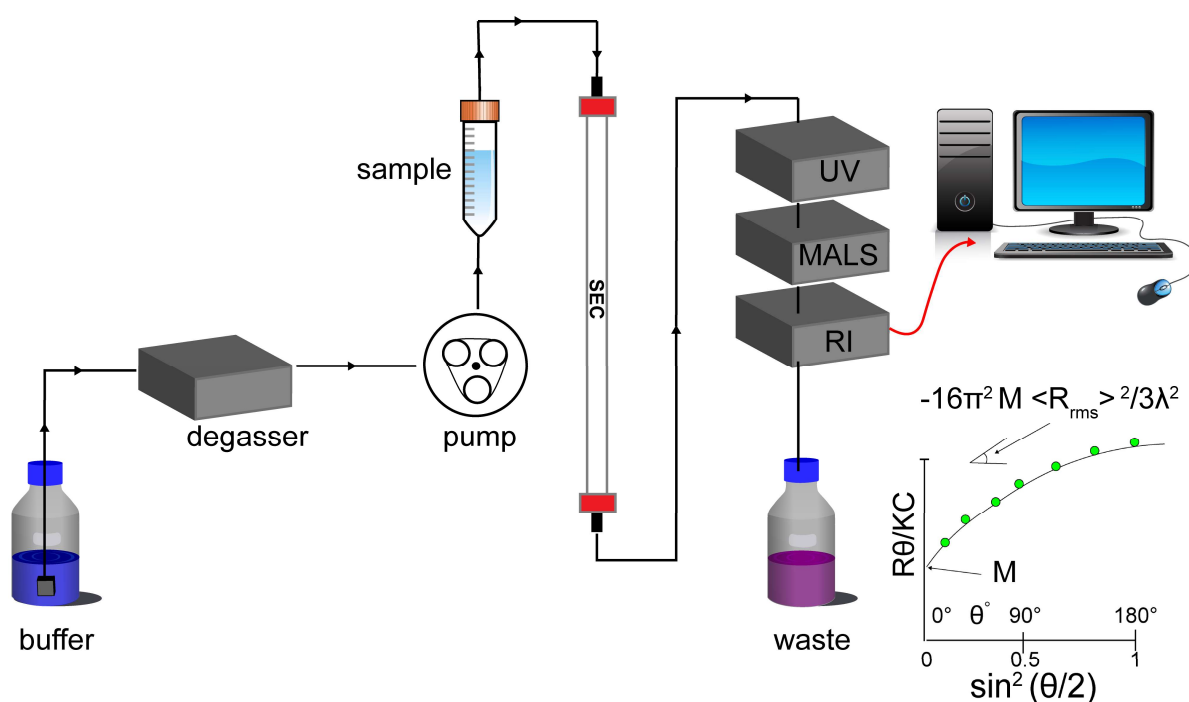 sample
SEC
UV
MALS
RI
degasser
pump
buffer
waste
-16π² M <Rrms> ²/3λ²
Rθ/KC
M
0° θ° 90° 180°
0 0.5 1
sin² (θ/2)